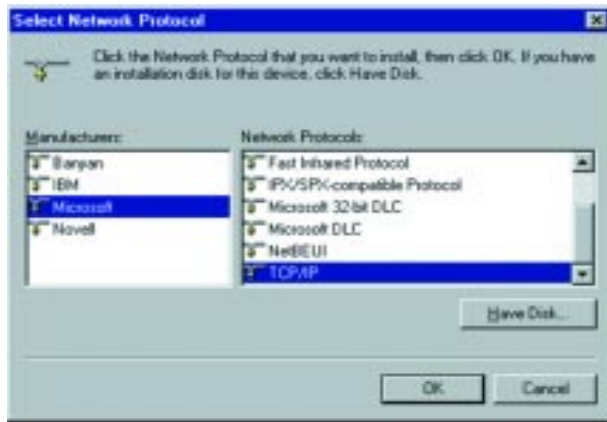 Select Network Protocol
Click the Network Protocol that you want to install, then click OK. If you have
an installation disk for this device, click Have Disk.
Manufacturers:
Banyan
IBM
Microsoft
Novell
Network Protocols:
Fast Infrared Protocol
IPX/SPX-compatible Protocol
Microsoft 32-bit DLC
Microsoft DLC
NetBEUI
TCP/IP
Have Disk...
OK
Cancel